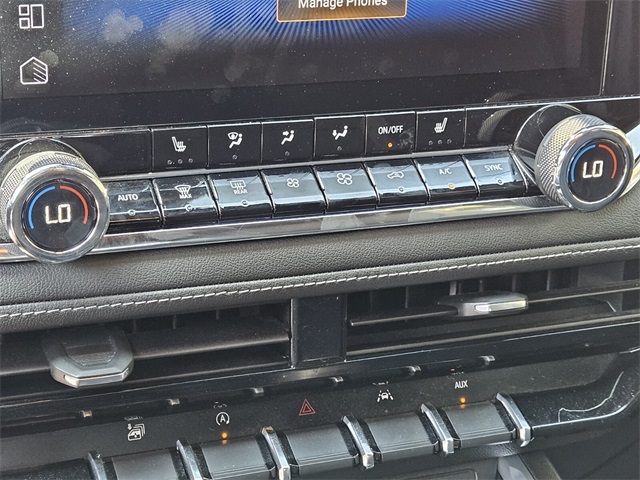 Manage Phones
ON/OFF
LO
AUTO
MAX
REAR
A/C
SYNC
LO
A
AUX